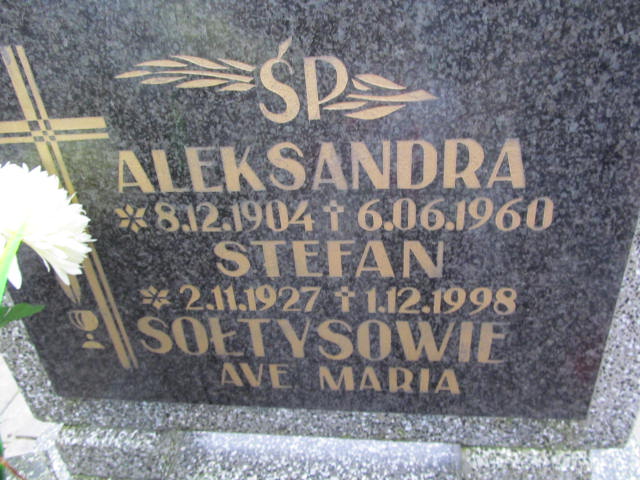 ŚP
ALEKSANDRA
* 8.12.1904 † 6.06.1960
STEFAN
* 2.11.1927 † 1.12.1998
SOŁTYSOWIE
AVE MARIA